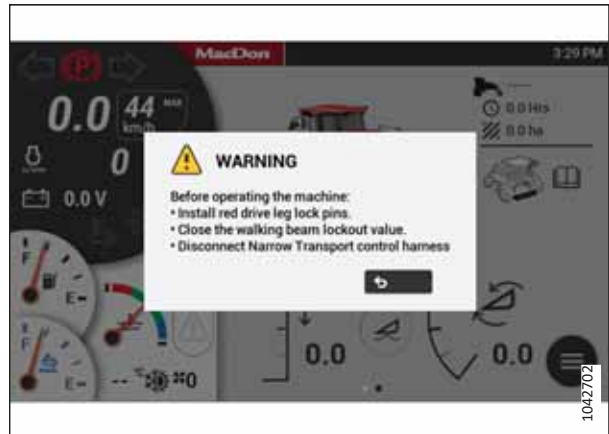 MacDon
3:29 PM
(P)
0.0 44 MAX
km/h
0
0.0 V
0.0 Hrs
0.0 ha
WARNING
Before operating the machine:
• Install red drive leg lock pins.
• Close the walking beam lockout value.
• Disconnect Narrow Transport control harness
F
E
F
E
--
0
0.0
0.0
1042702